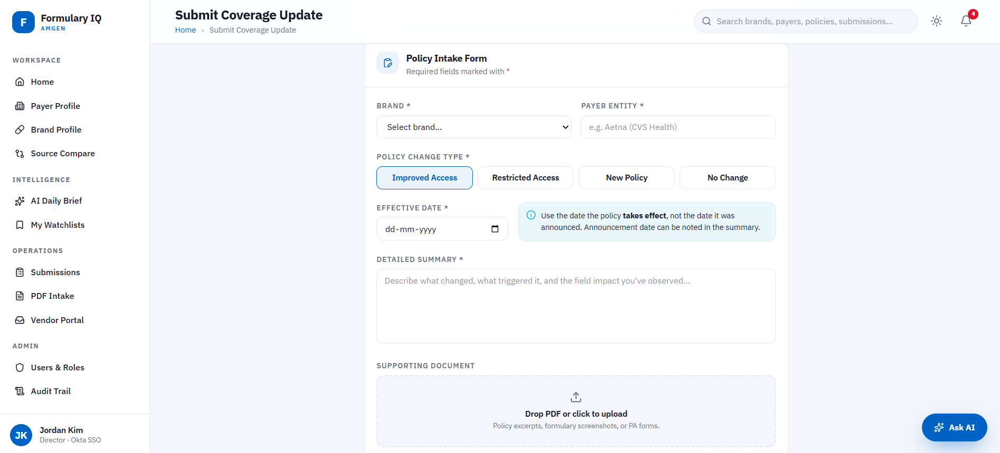 F
Formulary IQ
AMGEN
WORKSPACE
Home
Payer Profile
Brand Profile
Source Compare
INTELLIGENCE
AI Daily Brief
My Watchlists
OPERATIONS
Submissions
PDF Intake
Vendor Portal
ADMIN
Users & Roles
Audit Trail
JK
Jordan Kim
Director · Okta SSO
Submit Coverage Update
Home › Submit Coverage Update
Search brands, payers, policies, submissions...
4
Policy Intake Form
Required fields marked with *
BRAND *
Select brand...
PAYER ENTITY *
e.g. Aetna (CVS Health)
POLICY CHANGE TYPE *
Improved Access
Restricted Access
New Policy
No Change
EFFECTIVE DATE *
dd-mm-yyyy
Use the date the policy takes effect, not the date it was
announced. Announcement date can be noted in the summary.
DETAILED SUMMARY *
Describe what changed, what triggered it, and the field impact you've observed...
SUPPORTING DOCUMENT
Drop PDF or click to upload
Policy excerpts, formulary screenshots, or PA forms.
Ask AI